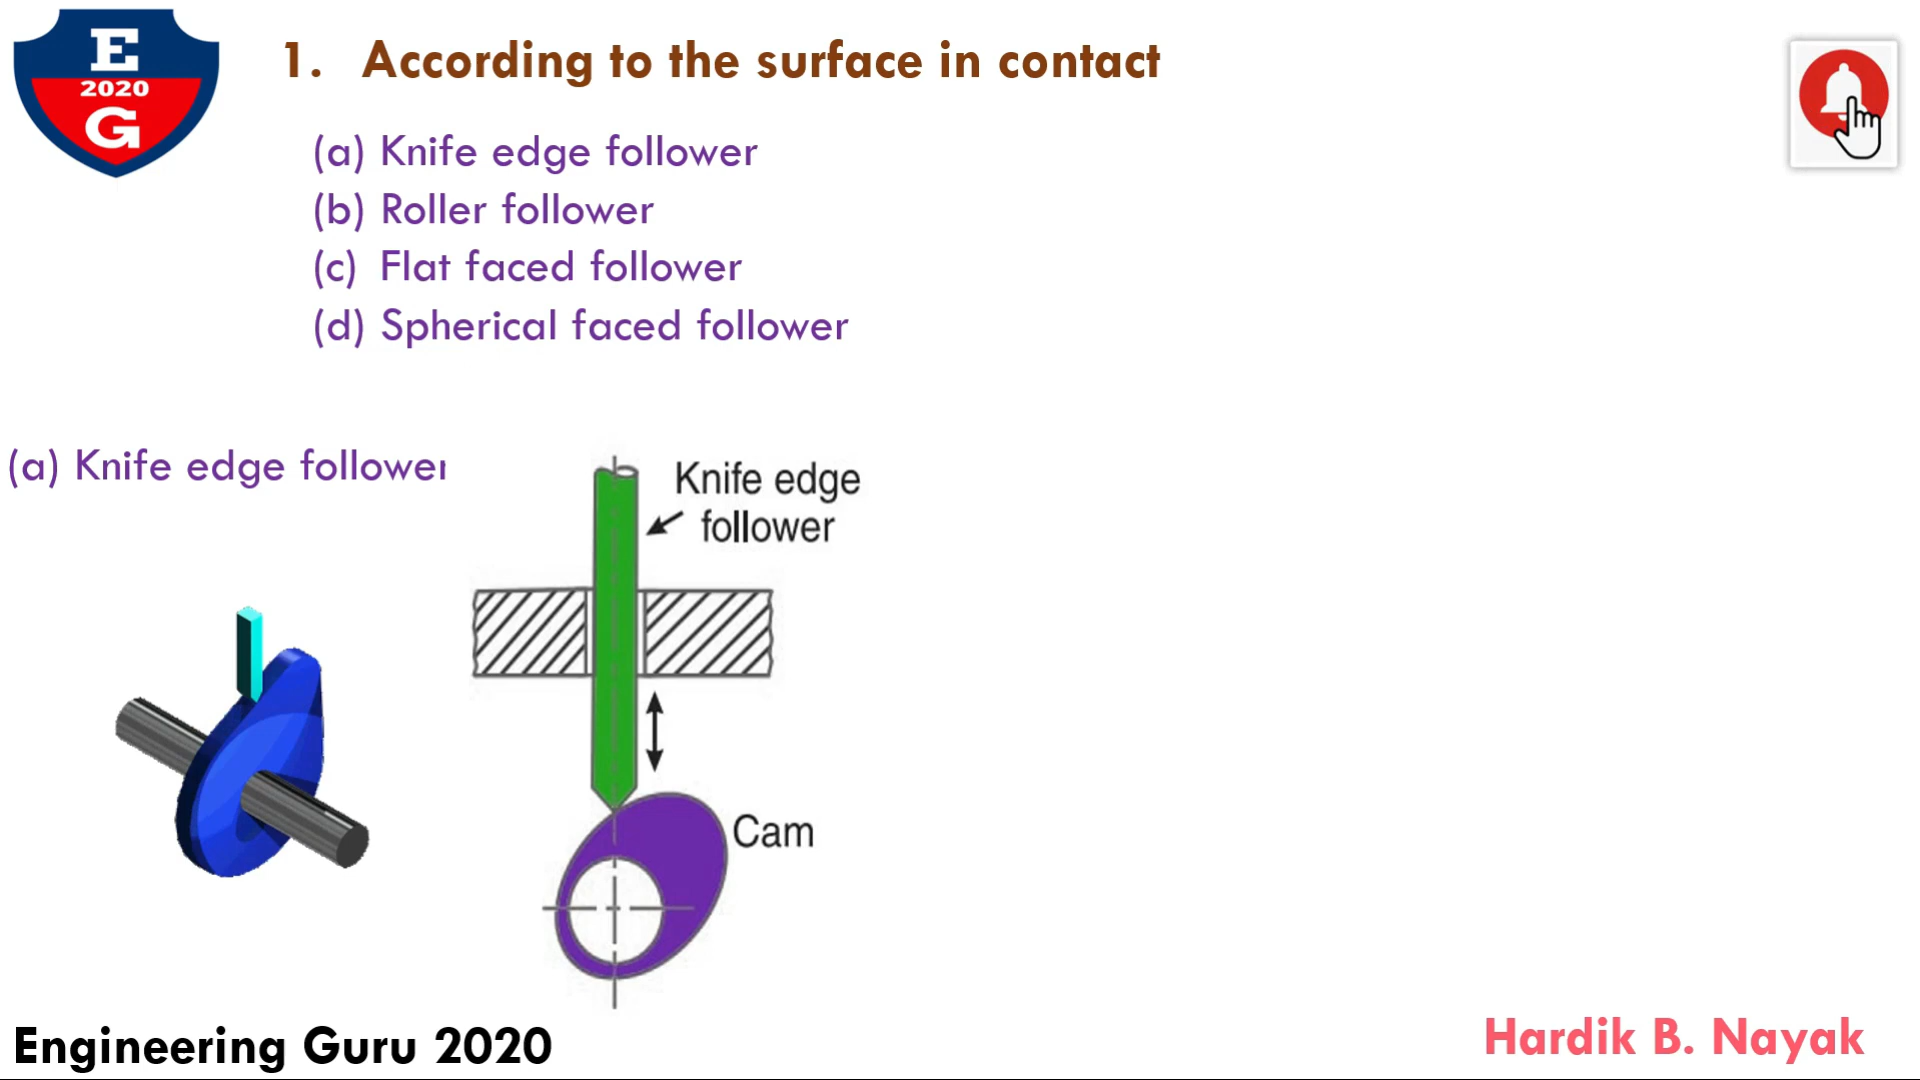 E
2020
G
1. According to the surface in contact
(a) Knife edge follower
(b) Roller follower
(c) Flat faced follower
(d) Spherical faced follower
(a) Knife edge follower
Knife edge
follower
Cam
Engineering Guru 2020
Hardik B. Nayak